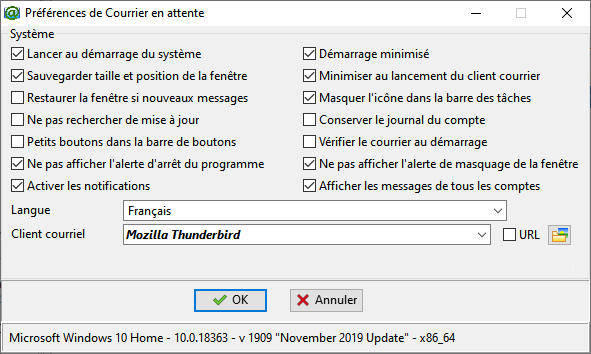 Préférences de Courrier en attente
Système
Lancer au démarrage du système
Démarrage minimisé
Sauvegarder taille et position de la fenêtre
Minimiser au lancement du client courrier
Restaurer la fenêtre si nouveaux messages
Masquer l'icône dans la barre des tâches
Ne pas rechercher de mise à jour
Conserver le journal du compte
Petits boutons dans la barre de boutons
Vérifier le courrier au démarrage
Ne pas afficher l'alerte d'arrêt du programme
Ne pas afficher l'alerte de masquage de la fenêtre
Activer les notifications
Afficher les messages de tous les comptes
Langue
Français
Client courriel
Mozilla Thunderbird
URL
OK
Annuler
Microsoft Windows 10 Home - 10.0.18363 - v 1909 "November 2019 Update" - x86_64